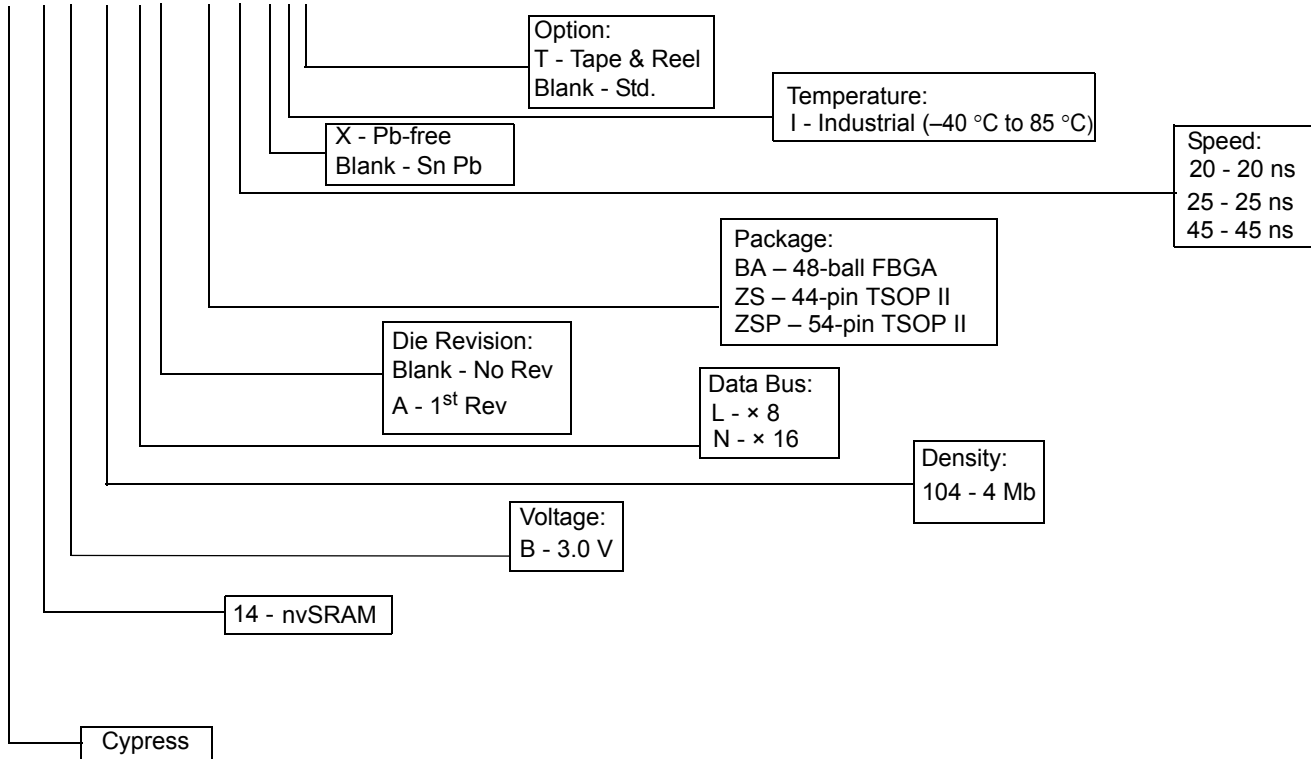 Option:
T - Tape & Reel
Blank - Std.
Temperature:
I - Industrial (–40 °C to 85 °C)
X - Pb-free
Blank - Sn Pb
Speed:
20 - 20 ns
25 - 25 ns
45 - 45 ns
Package:
BA – 48-ball FBGA
ZS – 44-pin TSOP II
ZSP – 54-pin TSOP II
Die Revision:
Blank - No Rev
A - 1st Rev
Data Bus:
L - × 8
N - × 16
Density:
104 - 4 Mb
Voltage:
B - 3.0 V
14 - nvSRAM
Cypress